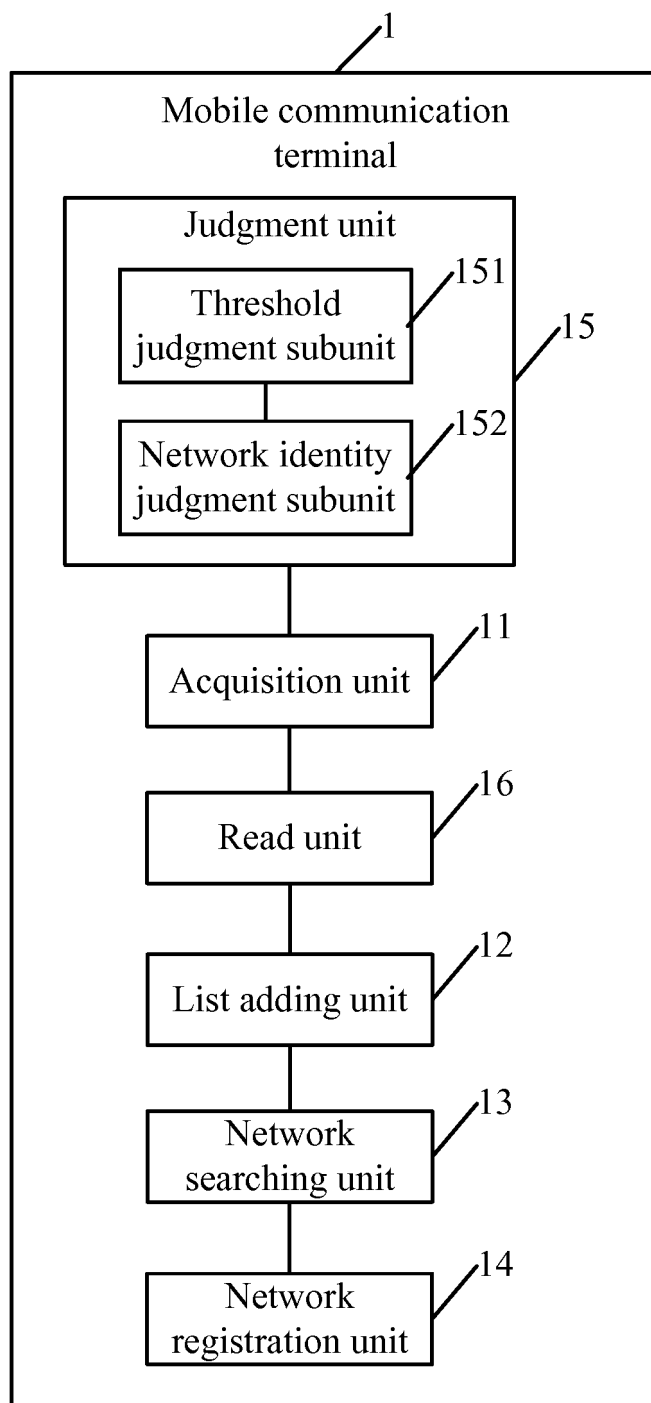 1
Mobile communication
terminal
Judgment unit
151
Threshold
judgment subunit
15
152
Network identity
judgment subunit
11
Acquisition unit
16
Read unit
12
List adding unit
13
Network
searching unit
14
Network
registration unit